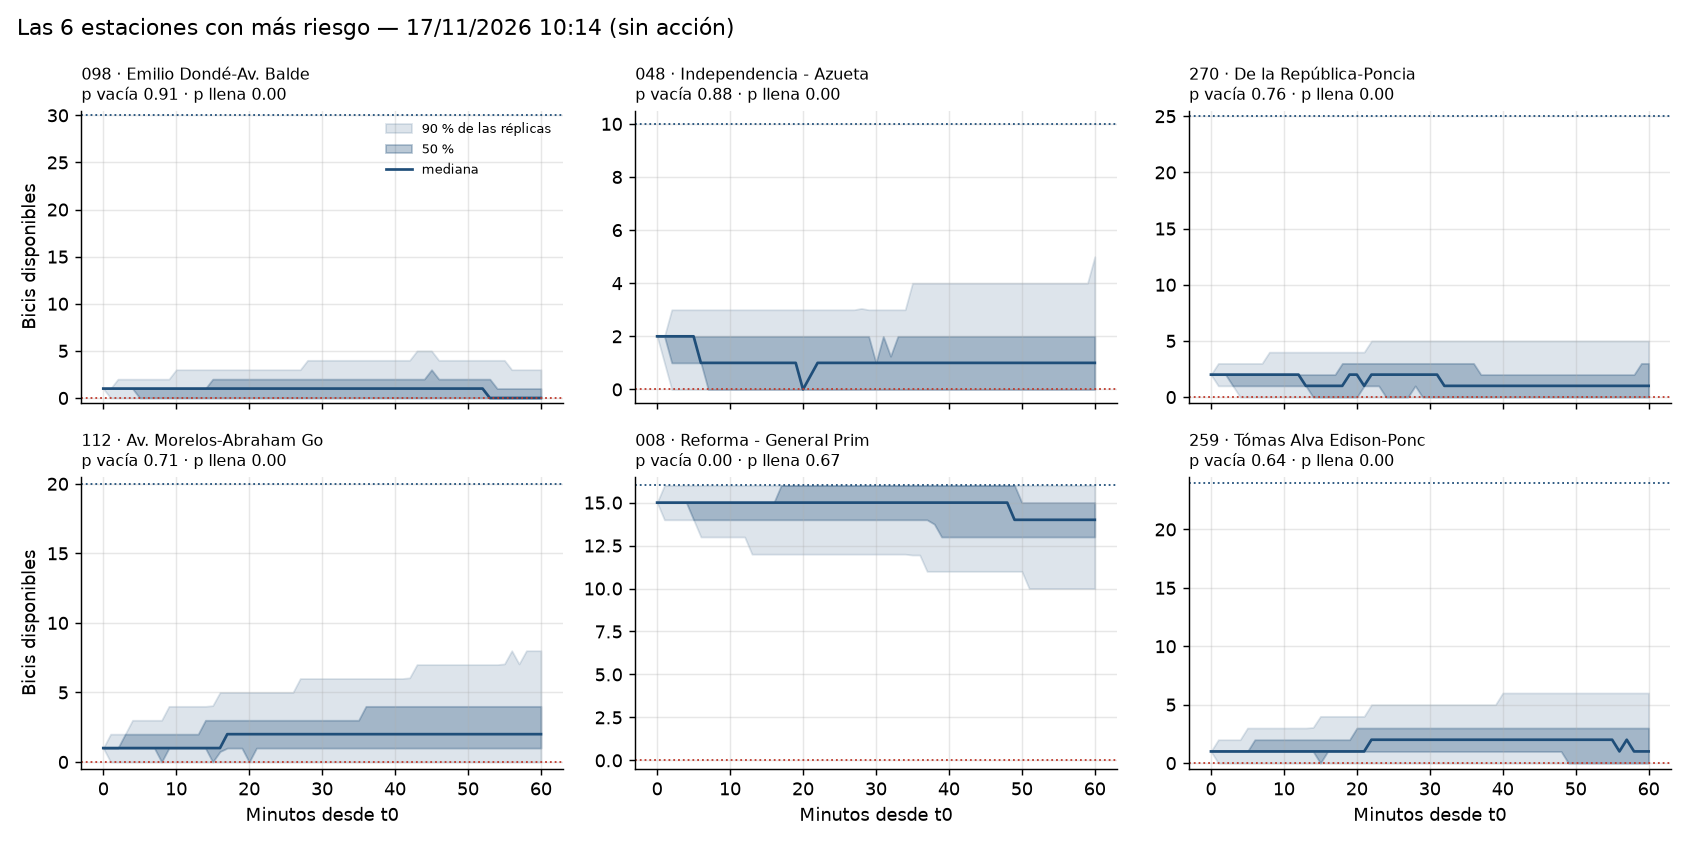 Las 6 estaciones con más riesgo — 17/11/2026 10:14 (sin acción)
098 · Emilio Dondé-Av. Balde
p vacía 0.91 · p llena 0.00
30
25
20
15
10
5
0
Bicis disponibles
90 % de las réplicas
50 %
mediana
048 · Independencia - Azueta
p vacía 0.88 · p llena 0.00
10
8
6
4
2
0
270 · De la República-Poncia
p vacía 0.76 · p llena 0.00
25
20
15
10
5
0
112 · Av. Morelos-Abraham Go
p vacía 0.71 · p llena 0.00
20
15
10
5
0
Bicis disponibles
0 10 20 30 40 50 60
Minutos desde t0
008 · Reforma - General Prim
p vacía 0.00 · p llena 0.67
15.0
12.5
10.0
7.5
5.0
2.5
0.0
0 10 20 30 40 50 60
Minutos desde t0
259 · Tómas Alva Edison-Ponc
p vacía 0.64 · p llena 0.00
20
15
10
5
0
0 10 20 30 40 50 60
Minutos desde t0